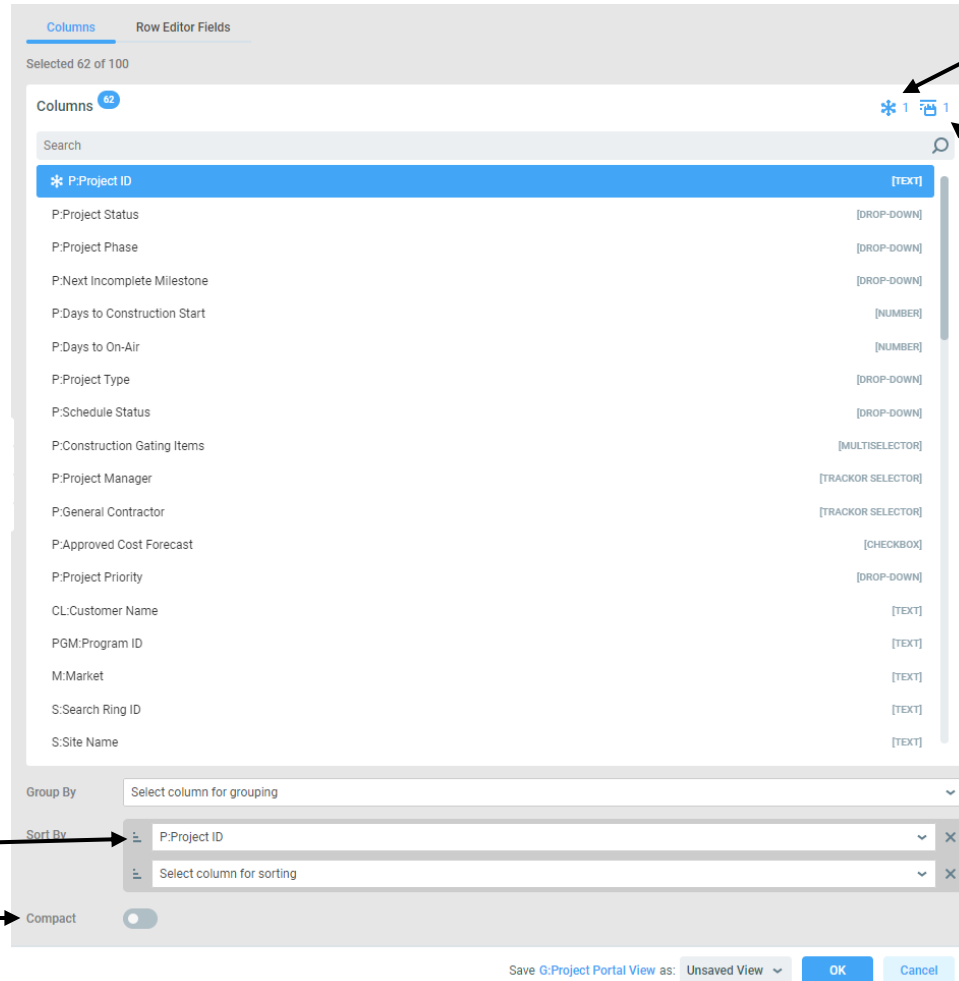 Columns Row Editor Fields
Selected 62 of 100
Columns 62 1 1
Search
P:Project ID [TEXT]
P:Project Status [DROP-DOWN]
P:Project Phase [DROP-DOWN]
P:Next Incomplete Milestone [DROP-DOWN]
P:Days to Construction Start [NUMBER]
P:Days to On-Air [NUMBER]
P:Project Type [DROP-DOWN]
P:Schedule Status [DROP-DOWN]
P:Construction Gating Items [MULTISELECTOR]
P:Project Manager [TRACKOR SELECTOR]
P:General Contractor [TRACKOR SELECTOR]
P:Approved Cost Forecast [CHECKBOX]
P:Project Priority [DROP-DOWN]
CL:Customer Name [TEXT]
PGM:Program ID [TEXT]
M:Market [TEXT]
S:Search Ring ID [TEXT]
S:Site Name [TEXT]
Group By Select column for grouping
Sort By P:Project ID
Select column for sorting
Compact
Save G:Project Portal View as: Unsaved View OK Cancel